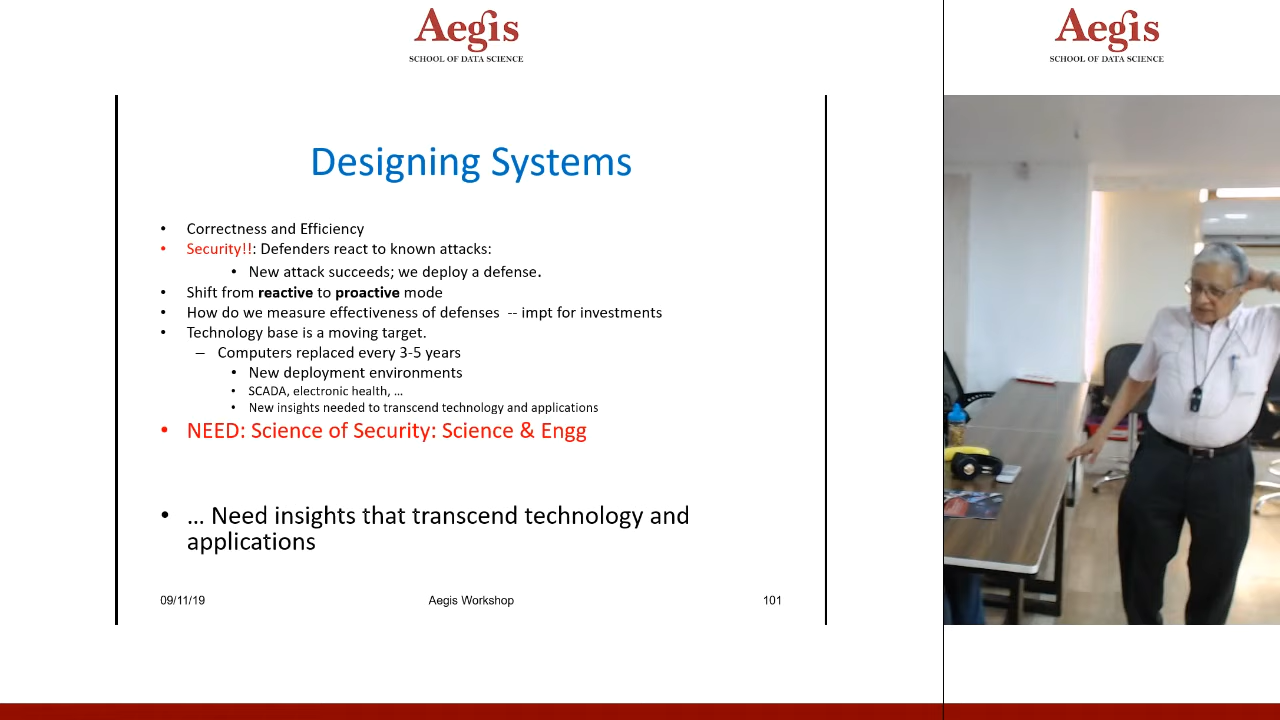 Aegis
SCHOOL OF DATA SCIENCE
Aegis
SCHOOL OF DATA SCIENCE
Designing Systems
• Correctness and Efficiency
• Security!!: Defenders react to known attacks:
• New attack succeeds; we deploy a defense.
• Shift from reactive to proactive mode
• How do we measure effectiveness of defenses -- impt for investments
• Technology base is a moving target.
– Computers replaced every 3-5 years
• New deployment environments
• SCADA, electronic health, ...
• New insights needed to transcend technology and applications
• NEED: Science of Security: Science & Engg
• ... Need insights that transcend technology and
applications
09/11/19
Aegis Workshop
101